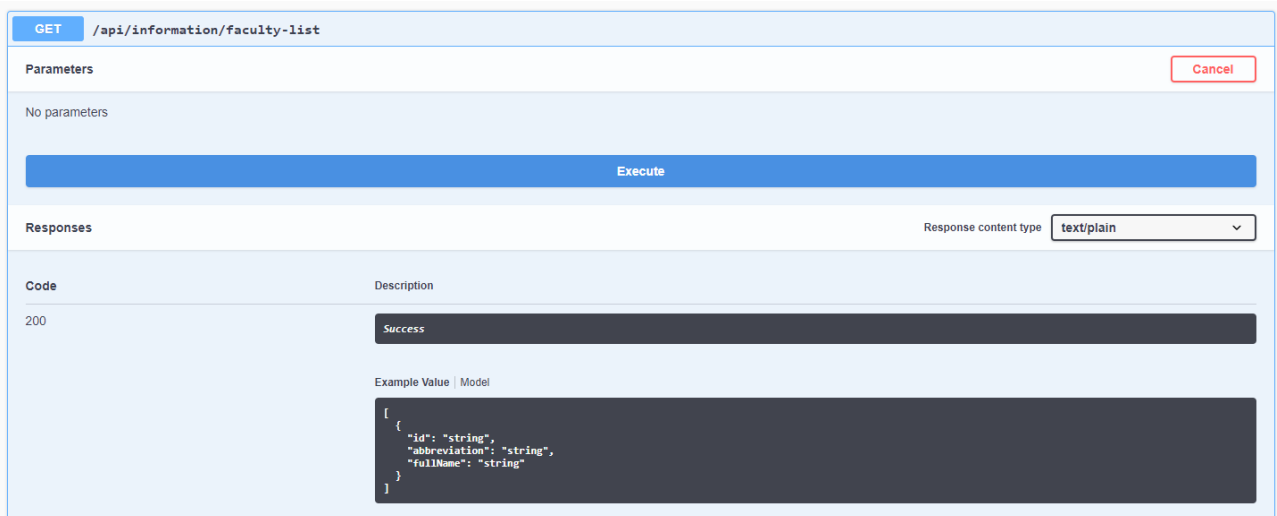 GET /api/information/faculty-list
Parameters Cancel
No parameters
Execute
Responses Response content type text/plain
Code Description
200 Success
Example Value Model
[
{
"id": "string",
"abbreviation": "string",
"fullName": "string"
}
]